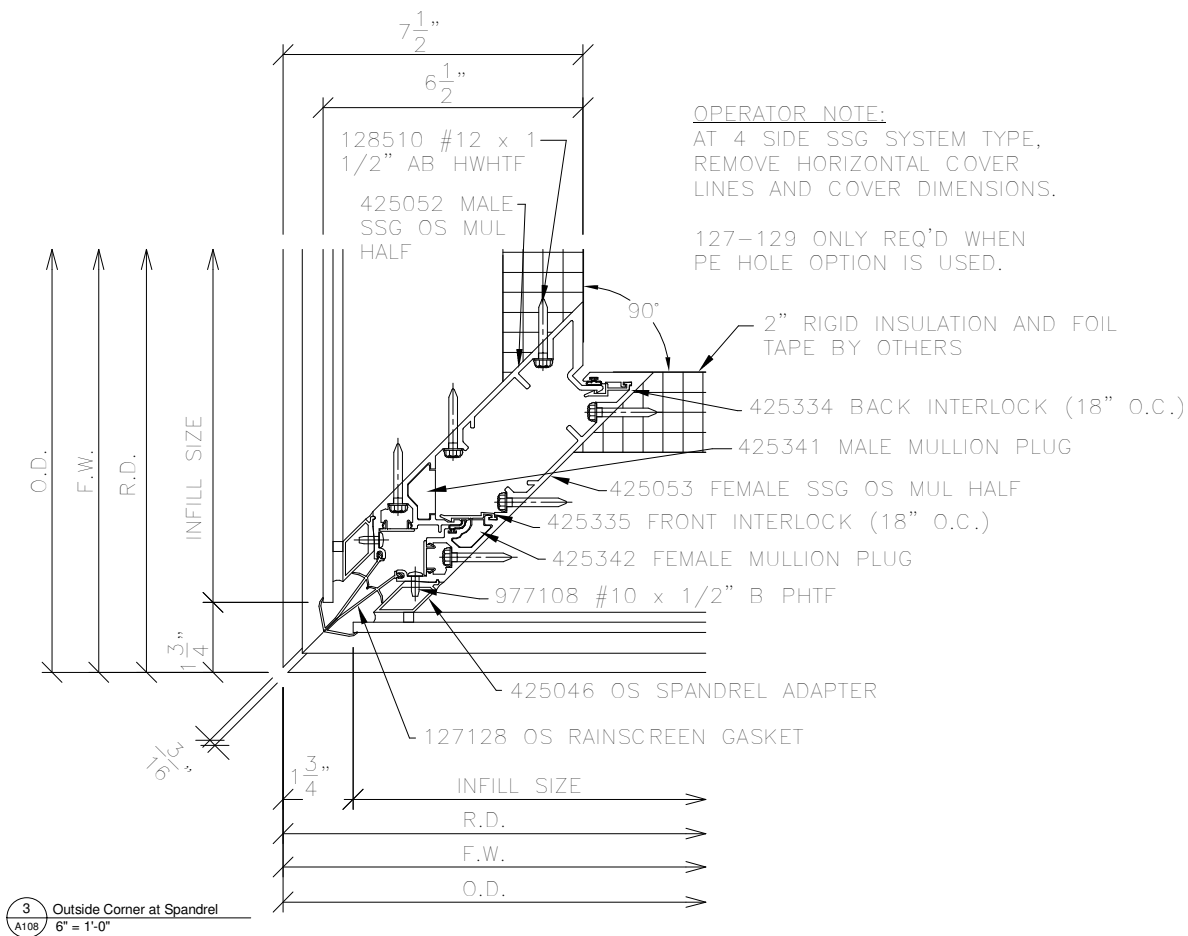 7 1/2"
6 1/2"
128510 #12 x 1
1/2" AB HWHTF
425052 MALE
SSG OS MUL
HALF
OPERATOR NOTE:
AT 4 SIDE SSG SYSTEM TYPE,
REMOVE HORIZONTAL COVER
LINES AND COVER DIMENSIONS.
127-129 ONLY REQ'D WHEN
PE HOLE OPTION IS USED.
90°
2" RIGID INSULATION AND FOIL
TAPE BY OTHERS
425334 BACK INTERLOCK (18" O.C.)
425341 MALE MULLION PLUG
425053 FEMALE SSG OS MUL HALF
425335 FRONT INTERLOCK (18" O.C.)
425342 FEMALE MULLION PLUG
977108 #10 x 1/2" B PHTF
425046 OS SPANDREL ADAPTER
127128 OS RAINSCREEN GASKET
O.D.
F.W.
R.D.
INFILL SIZE
1 3/4"
3/16"
1 3/4"
INFILL SIZE
R.D.
F.W.
O.D.
3
A108
Outside Corner at Spandrel
6" = 1'-0"